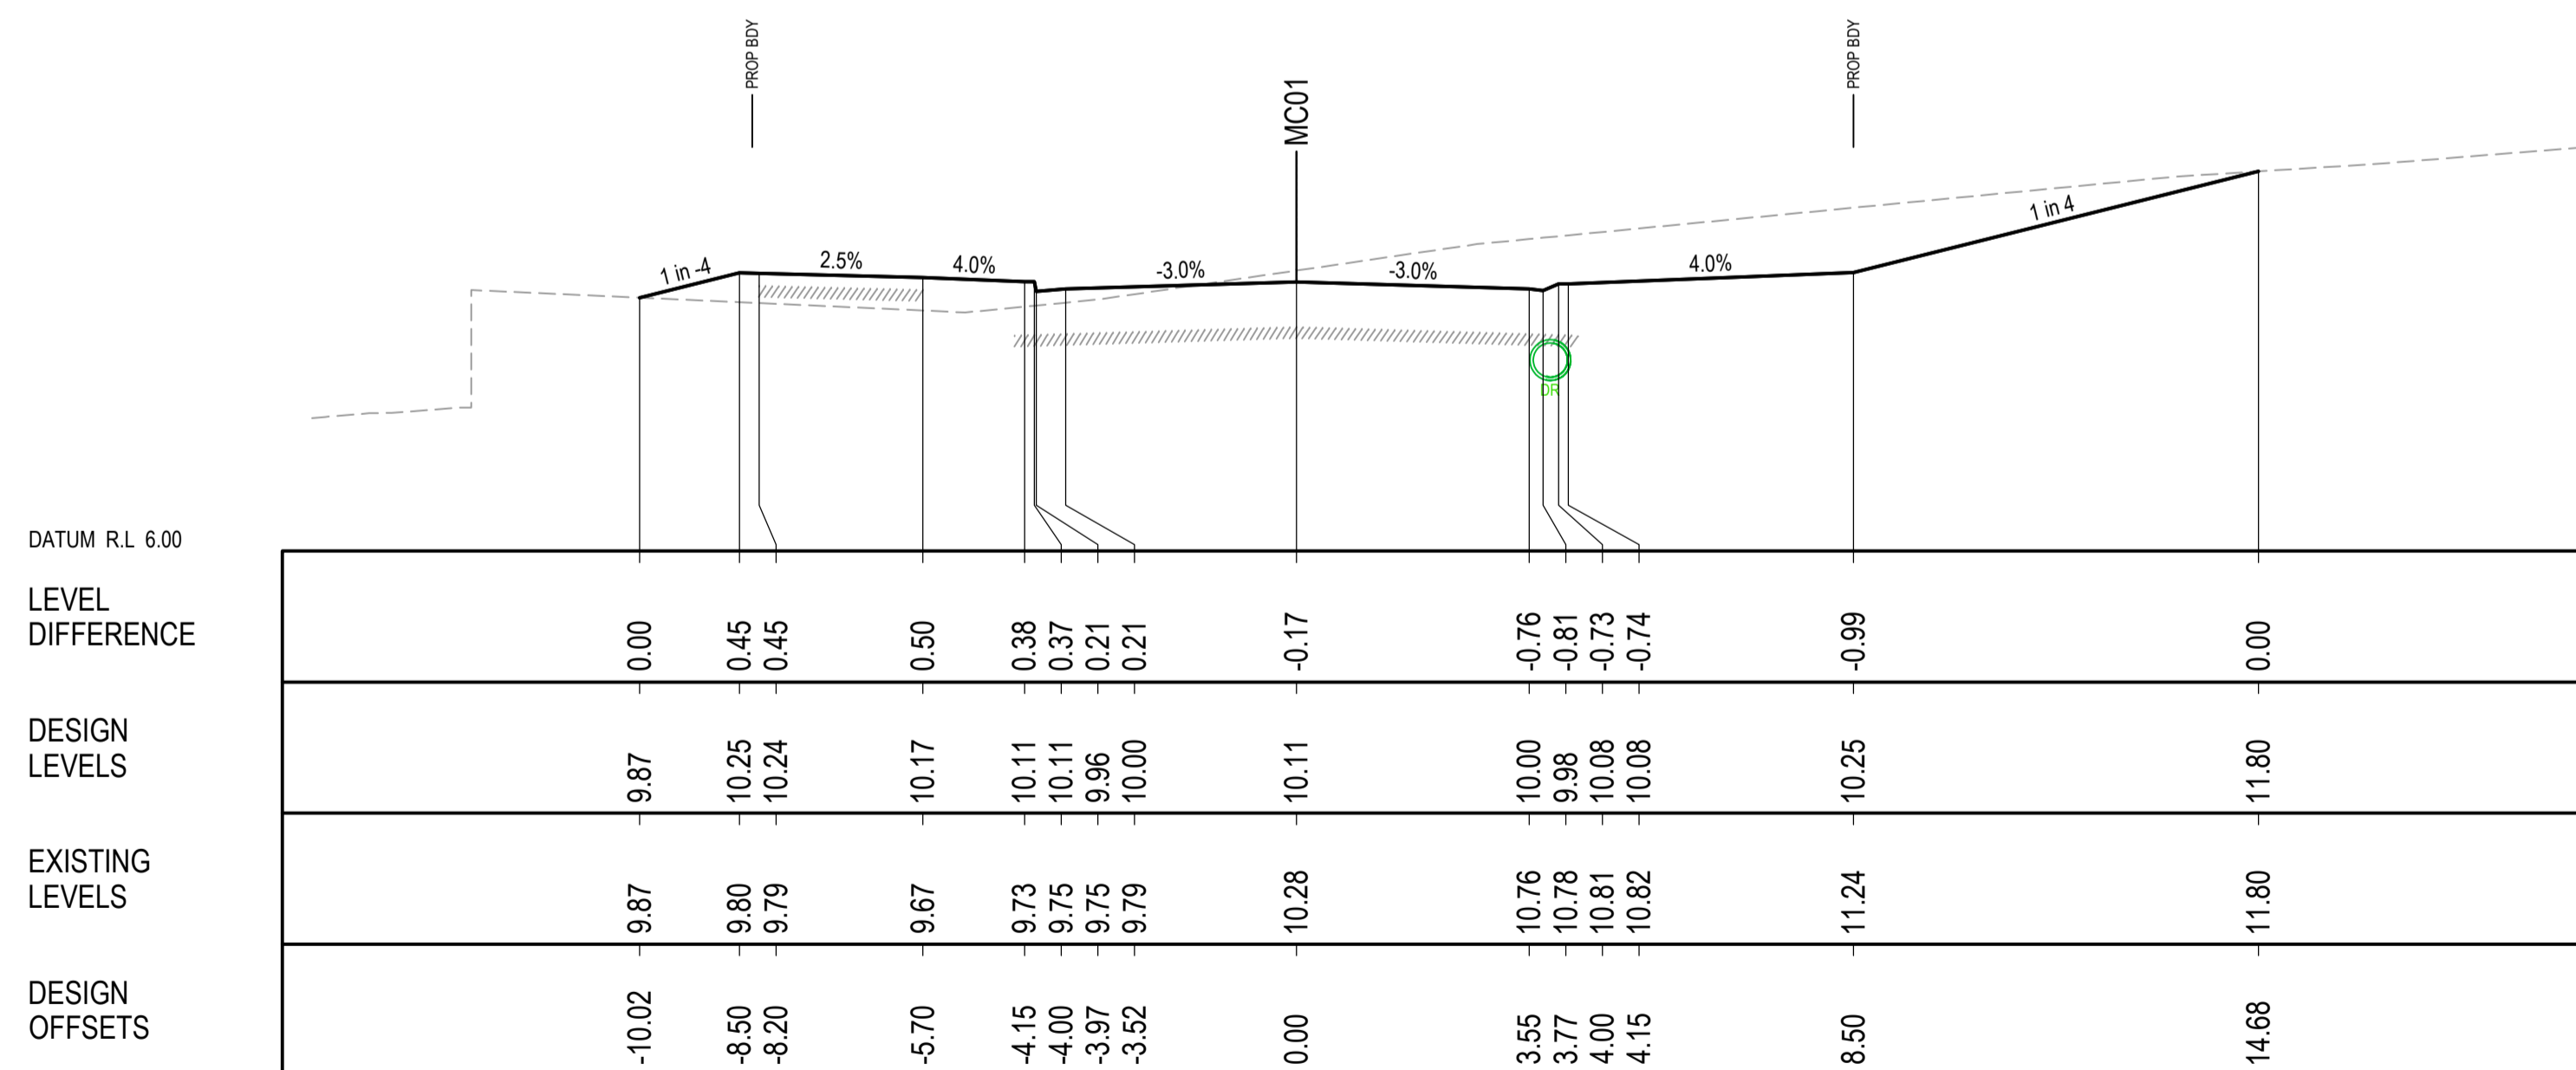 PROP BDY
MC01
PROP BDY
1 in -4
2.5%
4.0%
-3.0%
-3.0%
4.0%
1 in 4
DR
DATUM R.L 6.00
LEVEL
DIFFERENCE
0.00 0.45 0.45 0.50 0.38 0.37 0.21 0.21 -0.17 -0.76 -0.81 -0.73 -0.74 -0.99 0.00
DESIGN
LEVELS
9.87 10.25 10.24 10.17 10.11 10.11 9.96 10.00 10.11 10.00 9.98 10.08 10.08 10.25 11.80
EXISTING
LEVELS
9.87 9.80 9.79 9.67 9.73 9.75 9.75 9.79 10.28 10.76 10.78 10.81 10.82 11.24 11.80
DESIGN
OFFSETS
-10.02 -8.50 -8.20 -5.70 -4.15 -4.00 -3.97 -3.52 0.00 3.55 3.77 4.00 4.15 8.50 14.68